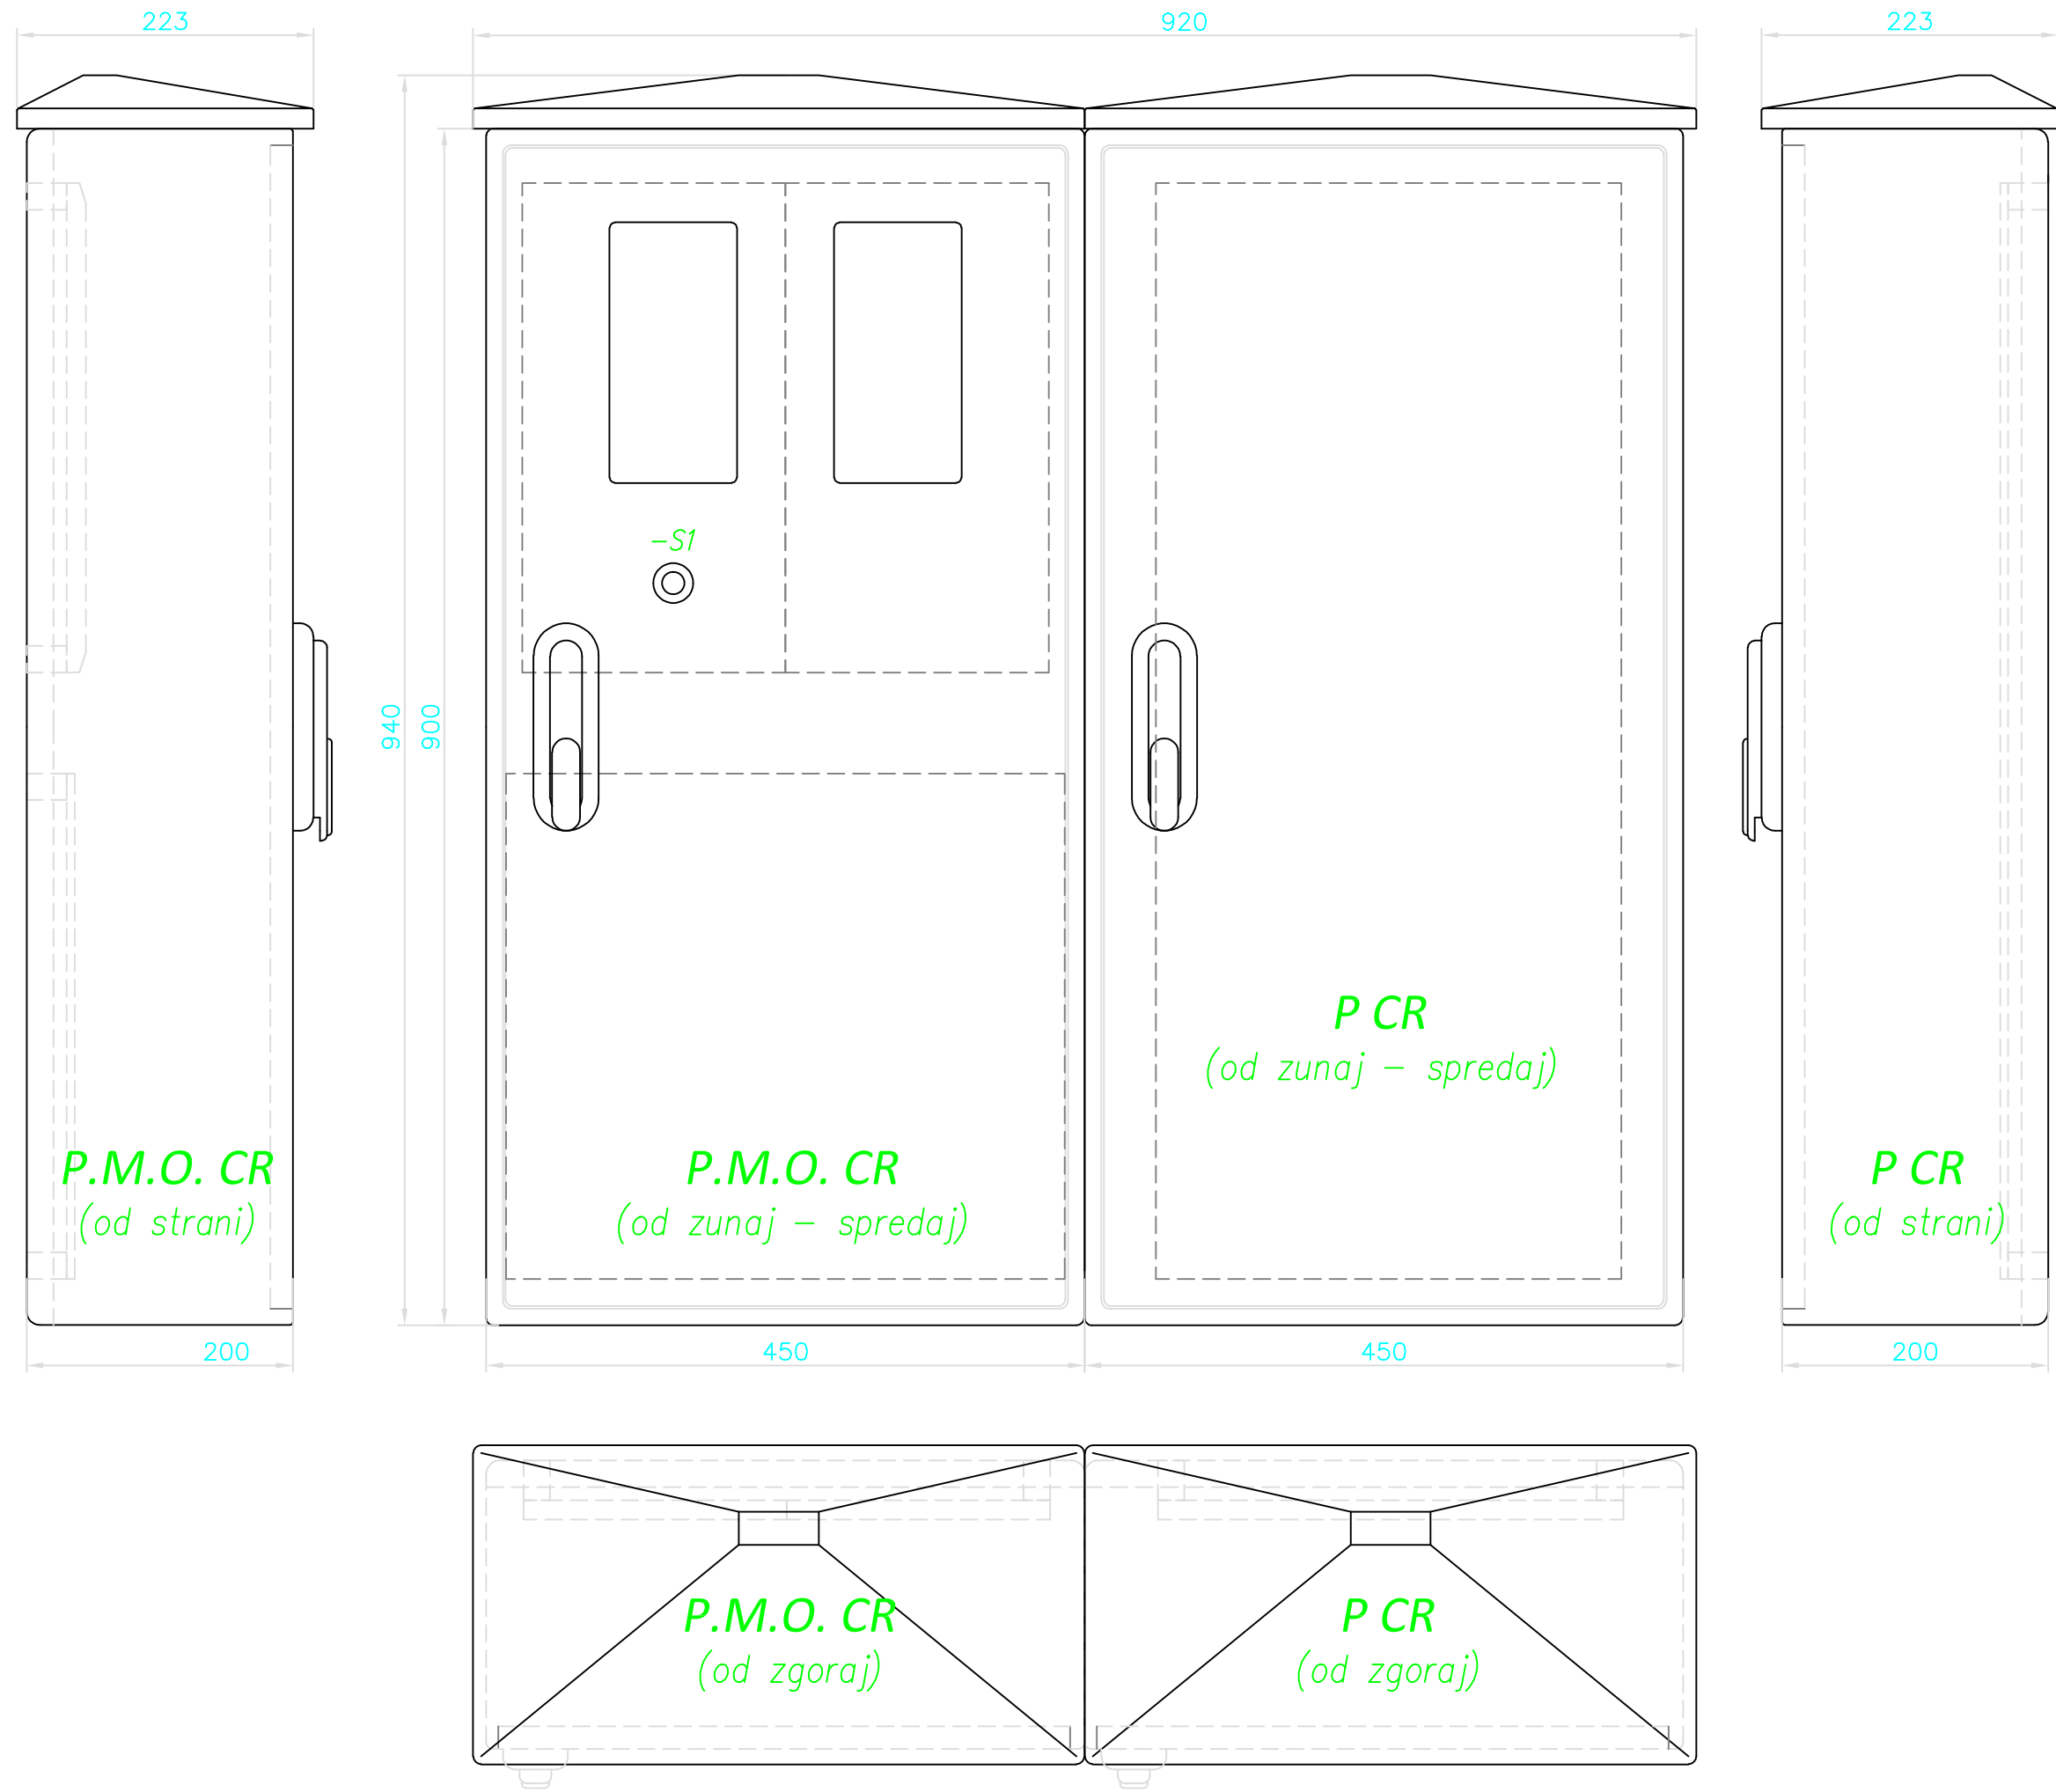 223
920
223
-S1
940
900
P CR
(od zunaj - spredaj)
P.M.O. CR
(od strani)
P.M.O. CR
(od zunaj - spredaj)
P CR
(od strani)
200
450
450
200
P.M.O. CR
(od zgoraj)
P CR
(od zgoraj)